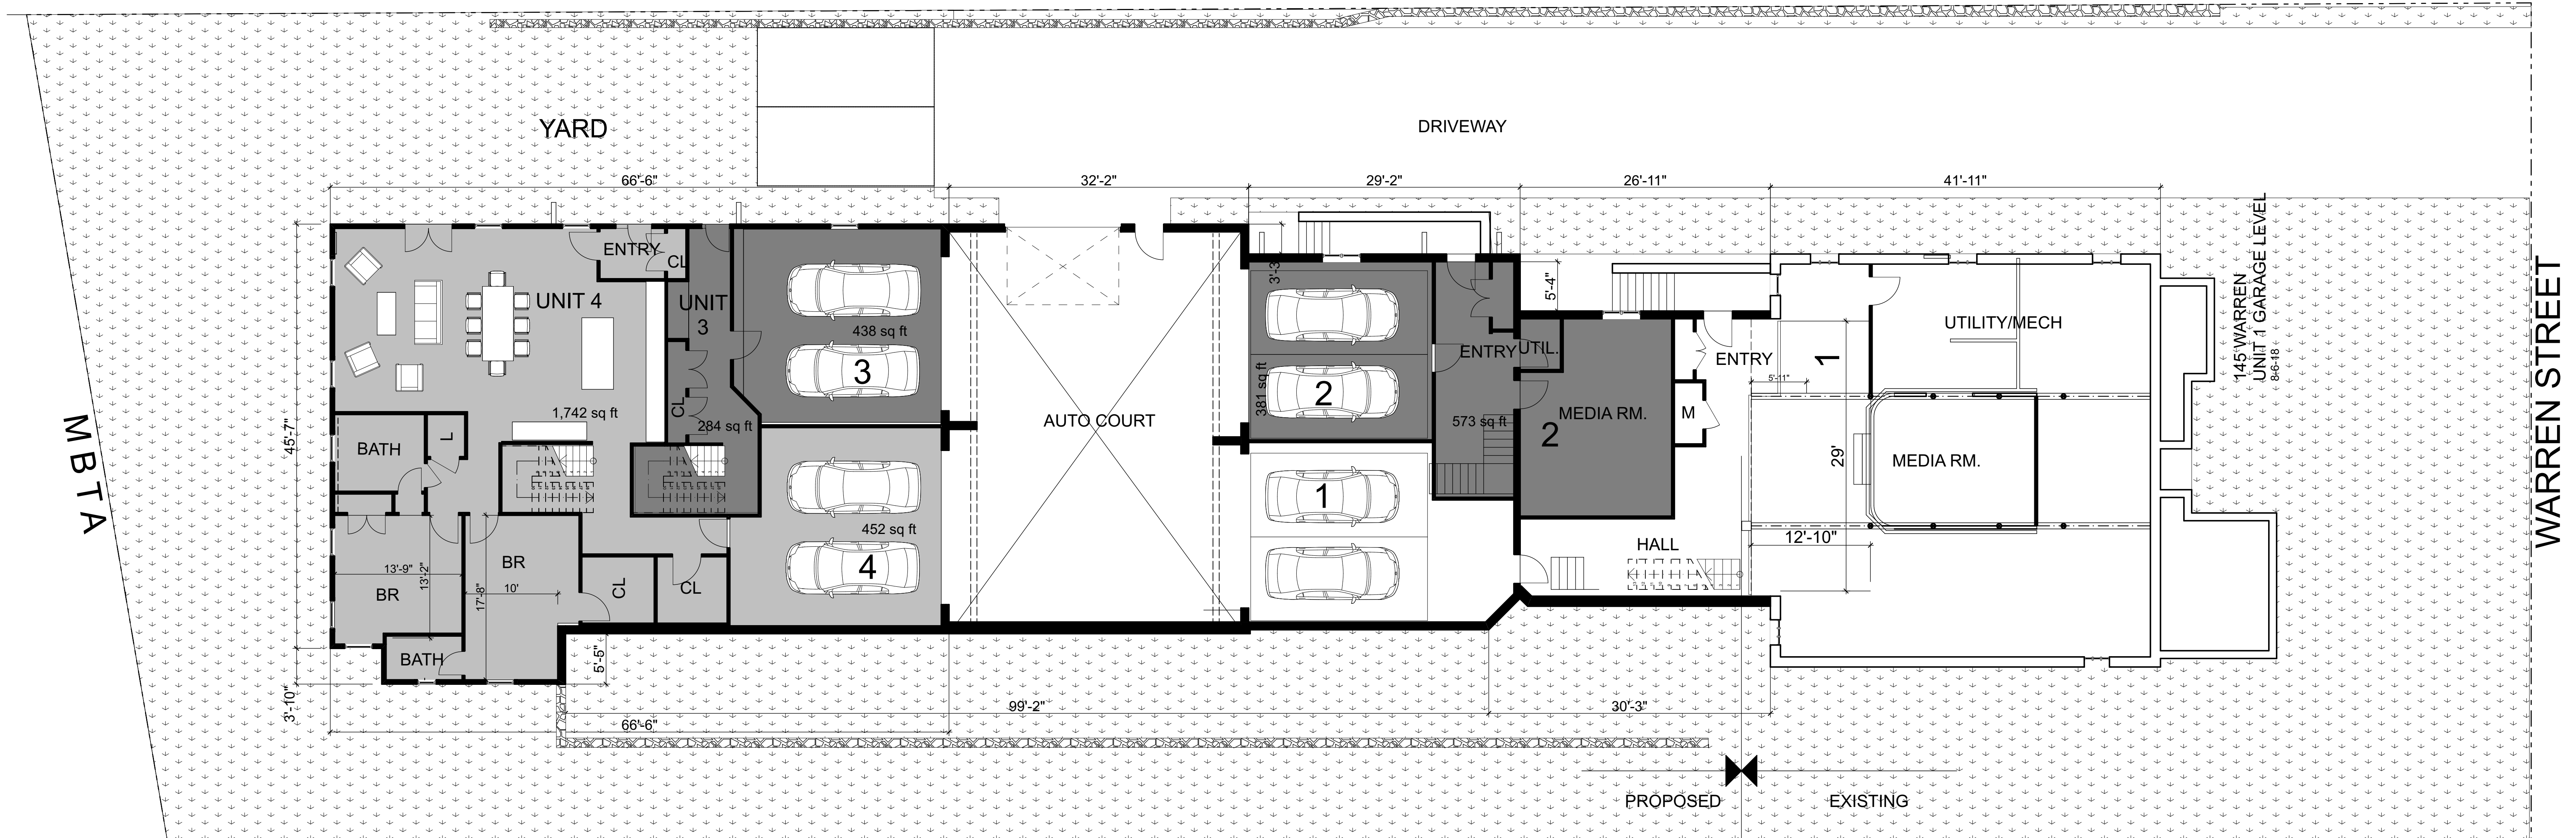 YARD
DRIVEWAY
66'-6"
32'-2"
29'-2"
26'-11"
41'-11"
ENTRY
CL
UNIT 4
UNIT
3
438 sq ft
3
1,742 sq ft
CL
284 sq ft
45'-7"
BATH
L
AUTO COURT
3'-3
5'-4"
2
381 sq ft
ENTRY
UTIL.
573 sq ft
MEDIA RM.
2
ENTRY
M
1
5'-11"
UTILITY/MECH
29'
MEDIA RM.
12'-10"
145 WARREN
UNIT 1 GARAGE LEVEL
8-6-18
WARREN STREET
MBTA
452 sq ft
4
1
HALL
BR
13'-9"
13'-2"
BR
10'
17'-8"
CL
CL
BATH
5'-5"
3'-10"
99'-2"
30'-3"
66'-6"
PROPOSED
EXISTING